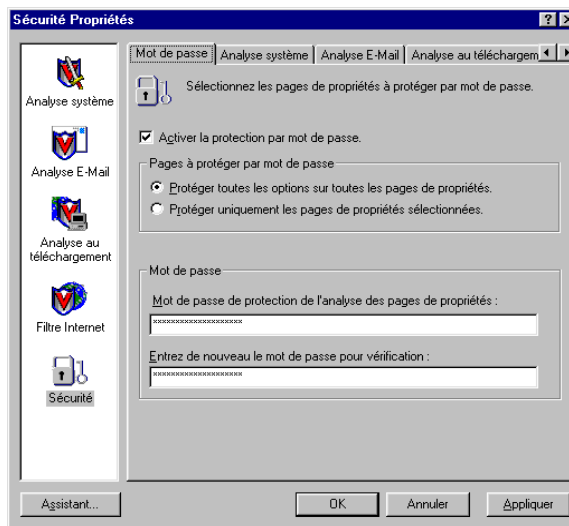 Sécurité Propriétés
Mot de passe
Analyse système
Analyse E-Mail
Analyse au téléchargem
Analyse système
Analyse E-Mail
Analyse au
téléchargement
Filtre Internet
Sécurité
Sélectionnez les pages de propriétés à protéger par mot de passe.
Activer la protection par mot de passe.
Pages à protéger par mot de passe
Protéger toutes les options sur toutes les pages de propriétés.
Protéger uniquement les pages de propriétés sélectionnées.
Mot de passe
Mot de passe de protection de l'analyse des pages de propriétés :
********************
Entrez de nouveau le mot de passe pour vérification :
********************
Assistant...
OK
Annuler
Appliquer